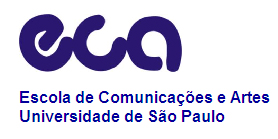 eca
Escola de Comunicações e Artes
Universidade de São Paulo